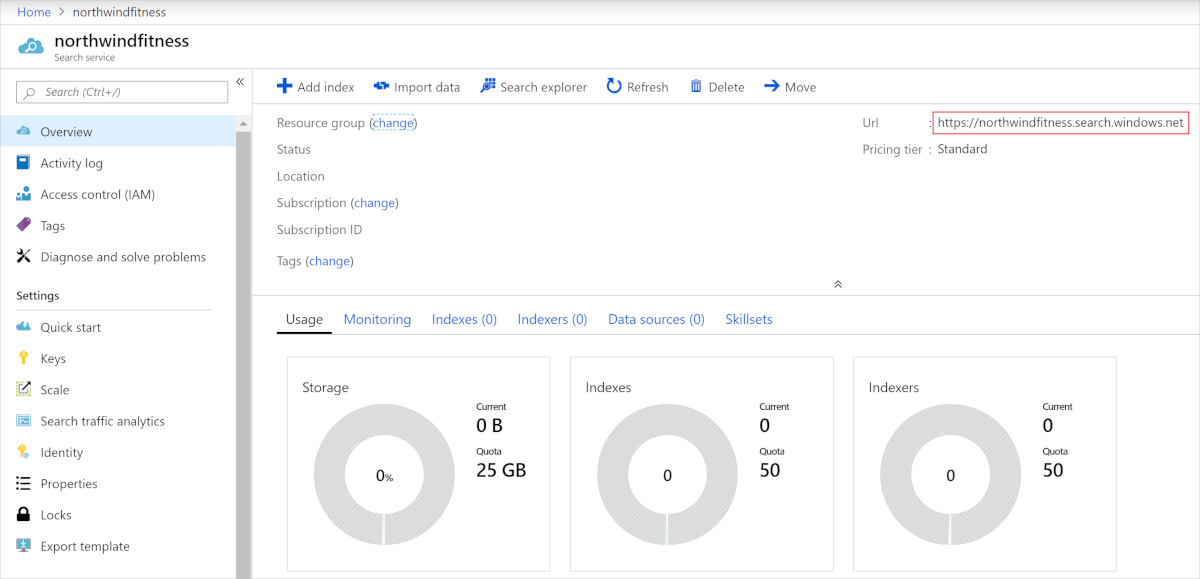 Home > northwindfitness
northwindfitness
Search service
Search (Ctrl+/)
Overview
Activity log
Access control (IAM)
Tags
Diagnose and solve problems
Settings
Quick start
Keys
Scale
Search traffic analytics
Identity
Properties
Locks
Export template
Add index Import data Search explorer Refresh Delete Move
Resource group (change)
Status
Location
Subscription (change)
Subscription ID
Tags (change)
Url : https://northwindfitness.search.windows.net
Pricing tier : Standard
Usage Monitoring Indexes (0) Indexers (0) Data sources (0) Skillsets
Storage
0%
Current
0 B
Quota
25 GB
Indexes
0
Current
0
Quota
50
Indexers
0
Current
0
Quota
50